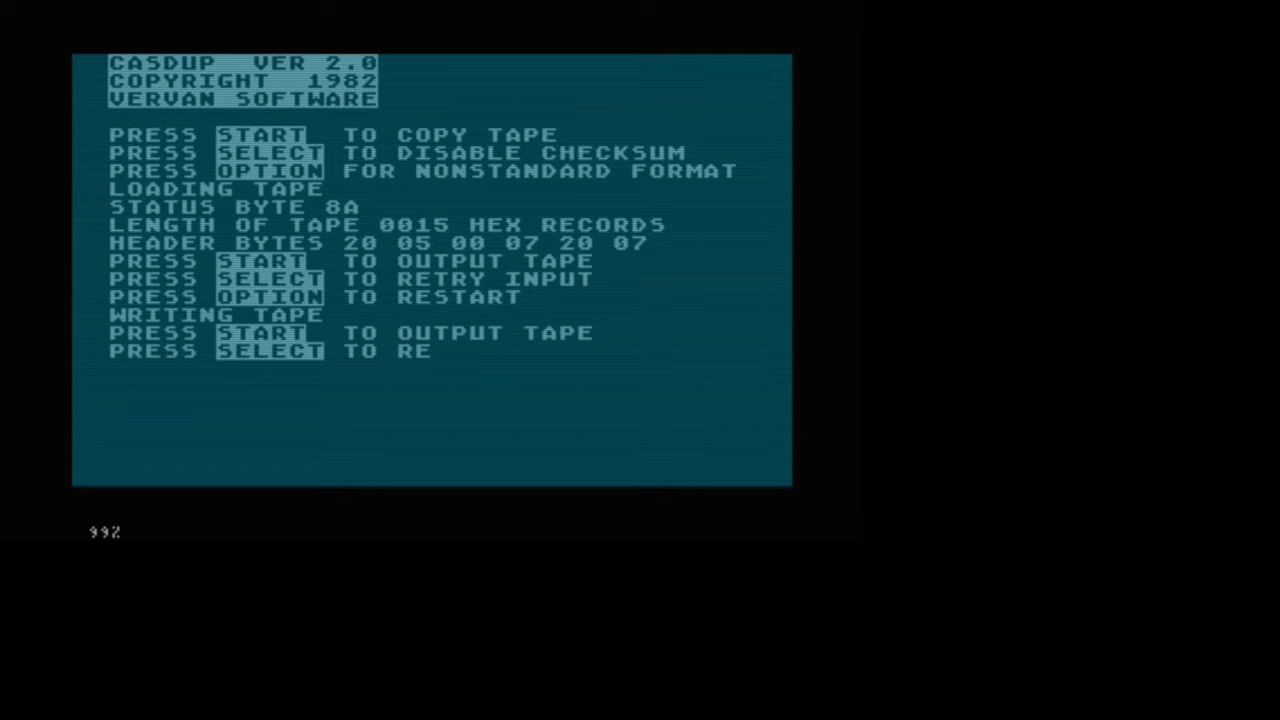 CASDUP  VER 2.0
COPYRIGHT  1982
VERVAN SOFTWARE
PRESS START  TO COPY TAPE
PRESS SELECT TO DISABLE CHECKSUM
PRESS OPTION FOR NONSTANDARD FORMAT
LOADING TAPE
STATUS BYTE 8A
LENGTH OF TAPE 0015 HEX RECORDS
HEADER BYTES 20 05 00 07 20 07
PRESS START  TO OUTPUT TAPE
PRESS SELECT TO RETRY INPUT
PRESS OPTION TO RESTART
WRITING TAPE
PRESS START  TO OUTPUT TAPE
PRESS SELECT TO RE
99%